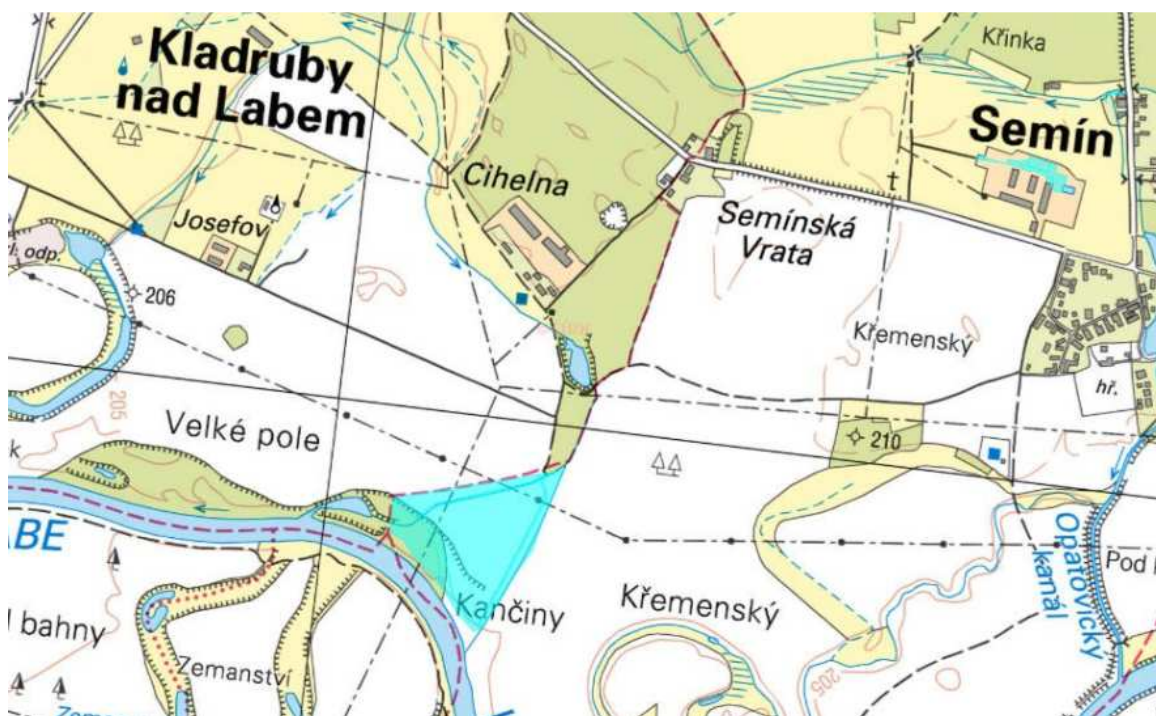 Kladruby
nad Labem
Křinka
Semín
t
Cihelna
t
Josefov
Semínská
Vrata
odp.
206
Křemenský
hř.
205
Velké pole
210
k
Opatovický
kanál
ABE
Pod
Kančiny
Křemenský
bahny
Zemanství
205